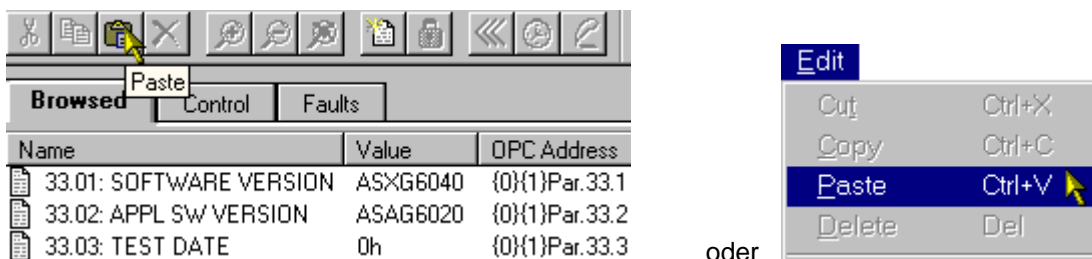 Paste
Browsed Control Faults
Name Value OPC Address
33.01: SOFTWARE VERSION ASXG6040 {0}{1}Par.33.1
33.02: APPL SW VERSION ASAG6020 {0}{1}Par.33.2
33.03: TEST DATE 0h {0}{1}Par.33.3
oder
Edit
Cut Ctrl+X
Copy Ctrl+C
Paste Ctrl+V
Delete Del